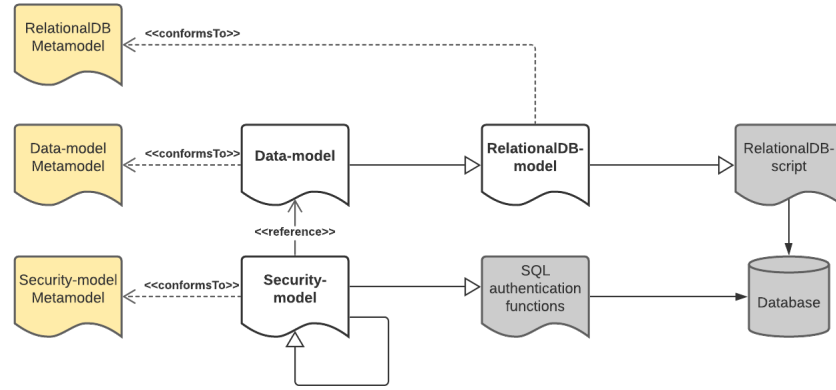 RelationalDB
Metamodel
<<conformsTo>>
Data-model
Metamodel
<<conformsTo>>
Data-model
RelationalDB-
model
RelationalDB-
script
<<reference>>
Security-model
Metamodel
<<conformsTo>>
Security-
model
SQL
authentication
functions
Database